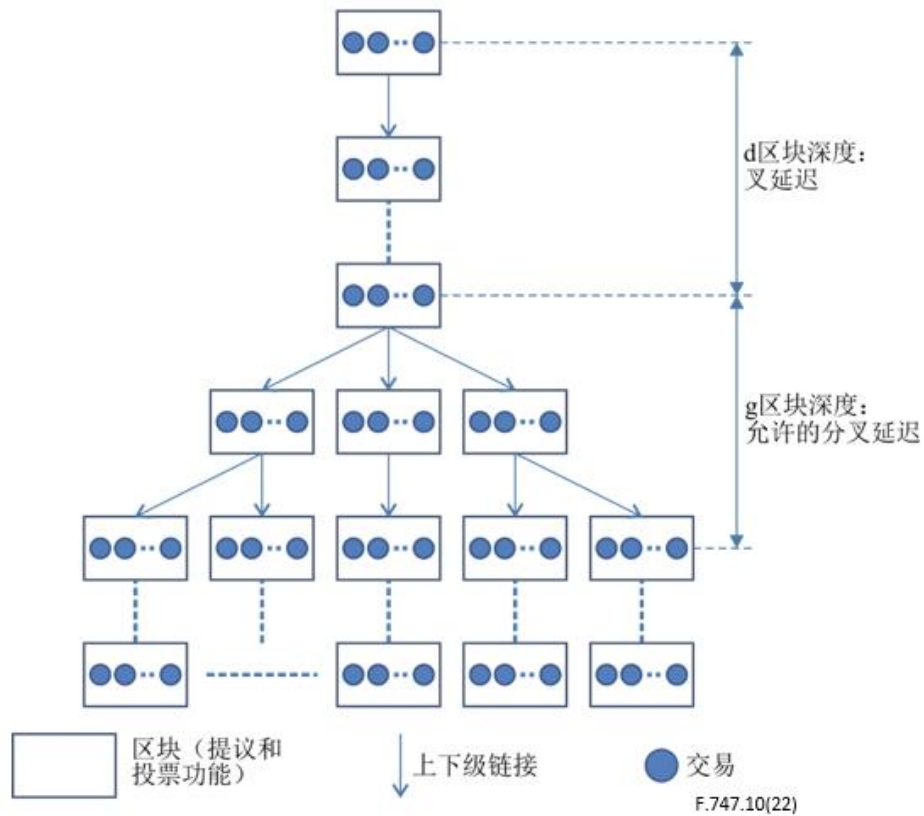 d区块深度：
叉延迟
g区块深度：
允许的分叉延迟
区块（提议和
投票功能）
上下级链接
交易
F.747.10(22)